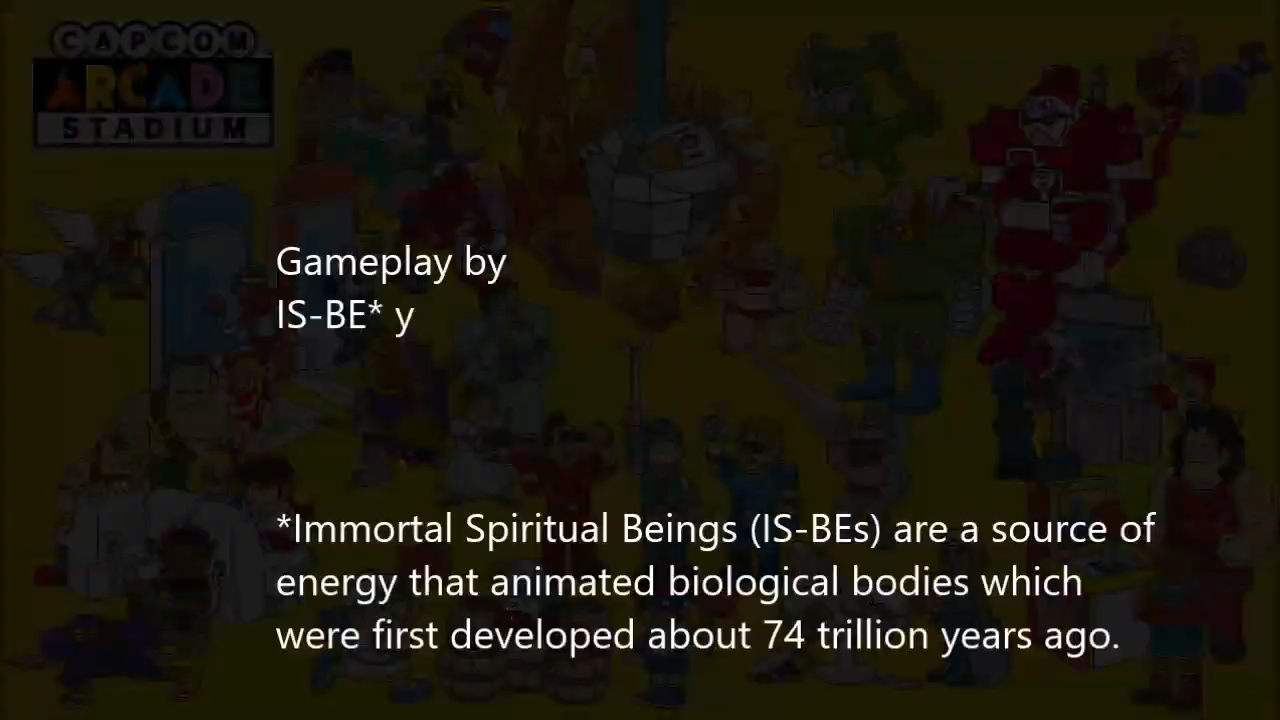 CAPCOM
ARCADE
STADIUM
Gameplay by
IS-BE* y
*Immortal Spiritual Beings (IS-BEs) are a source of
energy that animated biological bodies which
were first developed about 74 trillion years ago.